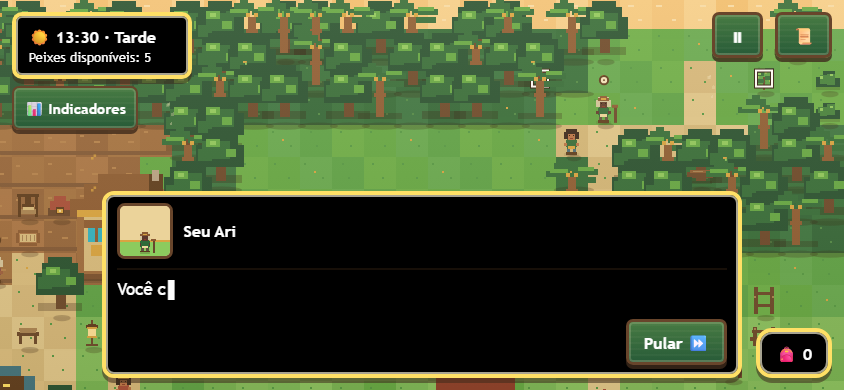 13:30 · Tarde
Peixes disponíveis: 5
Indicadores
Seu Ari
Você c
Pular
0